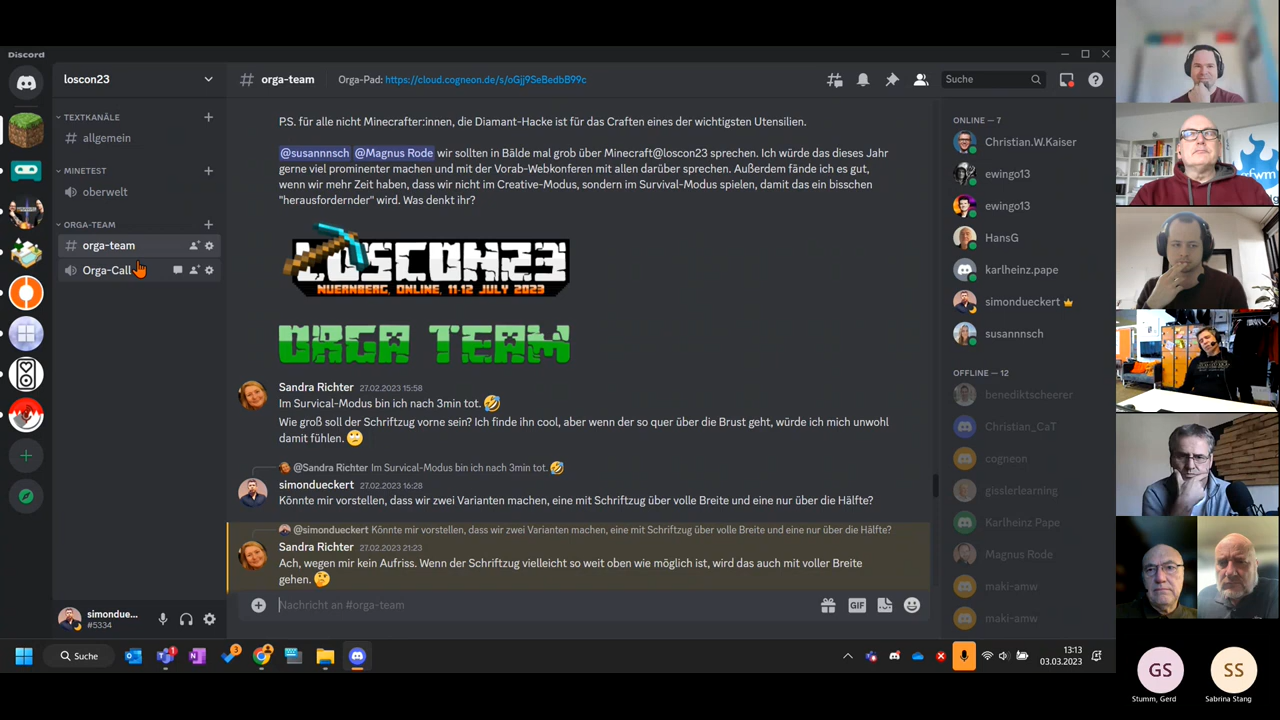 Discord
loscon23
orga-team
Orga-Pad: https://cloud.cogneon.de/s/oGjj9SeBedbB99c
Suche
TEXTKANÄLE
allgemein
MINETEST
oberwelt
ORGA-TEAM
orga-team
Orga-Call
simondue...
#5334
P.S. für alle nicht Minecrafter:innen, die Diamant-Hacke ist für das Craften eines der wichtigsten Utensilien.
@susannnsch @Magnus Rode wir sollten in Bälde mal grob über Minecraft@loscon23 sprechen. Ich würde das dieses Jahr
gerne viel prominenter machen und mit der Vorab-Webkonferen mit allen darüber sprechen. Außerdem fände ich es gut,
wenn wir mehr Zeit haben, dass wir nicht im Creative-Modus, sondern im Survival-Modus spielen, damit das ein bisschen
"herausfordernder" wird. Was denkt ihr?
LOSCON23
NUERNBERG, ONLINE, 11-12 JULY 2023
ORGA TEAM
Sandra Richter 27.02.2023 15:58
Im Survical-Modus bin ich nach 3min tot. 🤣
Wie groß soll der Schriftzug vorne sein? Ich finde ihn cool, aber wenn der so quer über die Brust geht, würde ich mich unwohl
damit fühlen. 🙄
@Sandra Richter Im Survical-Modus bin ich nach 3min tot. 🤣
simondueckert 27.02.2023 16:28
Könnte mir vorstellen, dass wir zwei Varianten machen, eine mit Schriftzug über volle Breite und eine nur über die Hälfte?
@simondueckert Könnte mir vorstellen, dass wir zwei Varianten machen, eine mit Schriftzug über volle Breite und eine nur über die Hälfte?
Sandra Richter 27.02.2023 21:23
Ach, wegen mir kein Aufriss. Wenn der Schriftzug vielleicht so weit oben wie möglich ist, wird das auch mit voller Breite
gehen. 🤔
Nachricht an #orga-team
GIF
ONLINE – 7
Christian.W.Kaiser
ewingo13
ewingo13
HansG
karlheinz.pape
simondueckert
susannnsch
OFFLINE – 12
benediktscheerer
Christian_CaT
cogneon
gisslerlearning
Karlheinz Pape
Magnus Rode
maki-amw
maki-amw
Suche
1
3
13:13
03.03.2023
gfwm
GS
Stumm, Gerd
SS
Sabrina Stang